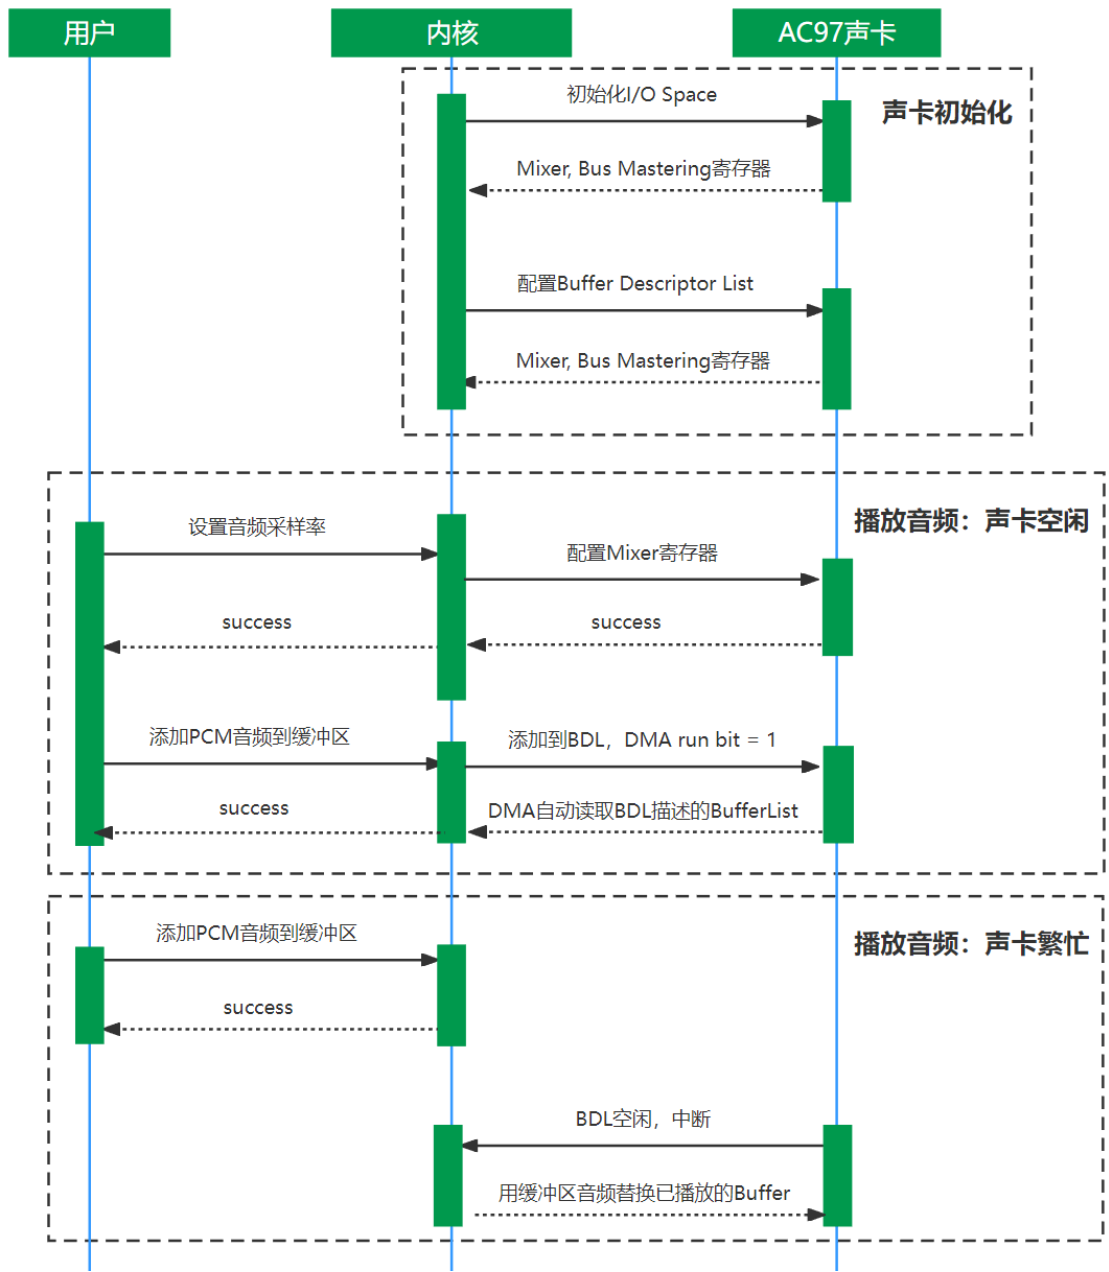 用户
内核
AC97声卡
初始化I/O Space
声卡初始化
Mixer, Bus Mastering寄存器
配置Buffer Descriptor List
Mixer, Bus Mastering寄存器
播放音频：声卡空闲
设置音频采样率
配置Mixer寄存器
success
success
添加PCM音频到缓冲区
添加到BDL，DMA run bit = 1
success
DMA自动读取BDL描述的BufferList
添加PCM音频到缓冲区
播放音频：声卡繁忙
success
BDL空闲，中断
用缓冲区音频替换已播放的Buffer